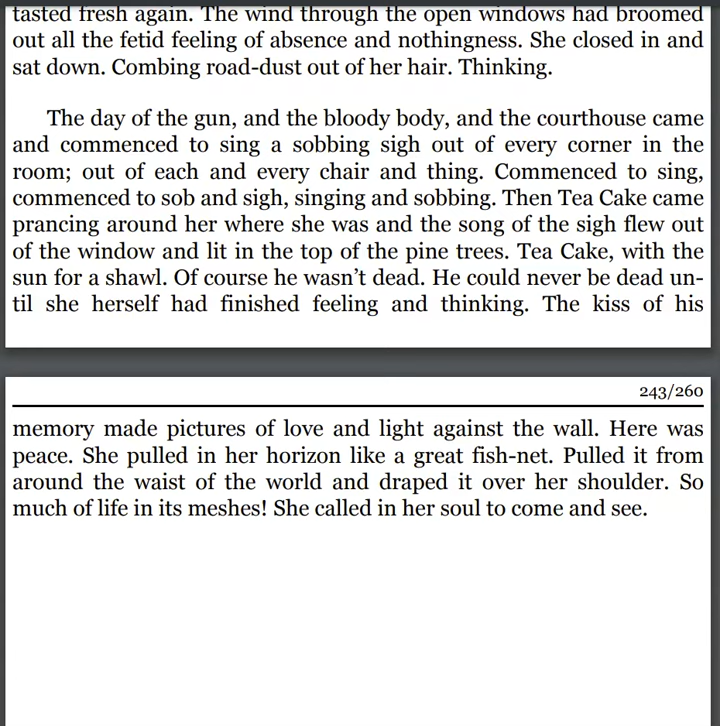 tasted fresh again. The wind through the open windows had broomed
out all the fetid feeling of absence and nothingness. She closed in and
sat down. Combing road-dust out of her hair. Thinking.
The day of the gun, and the bloody body, and the courthouse came
and commenced to sing a sobbing sigh out of every corner in the
room; out of each and every chair and thing. Commenced to sing,
commenced to sob and sigh, singing and sobbing. Then Tea Cake came
prancing around her where she was and the song of the sigh flew out
of the window and lit in the top of the pine trees. Tea Cake, with the
sun for a shawl. Of course he wasn’t dead. He could never be dead un-
til she herself had finished feeling and thinking. The kiss of his
243/260
memory made pictures of love and light against the wall. Here was
peace. She pulled in her horizon like a great fish-net. Pulled it from
around the waist of the world and draped it over her shoulder. So
much of life in its meshes! She called in her soul to come and see.